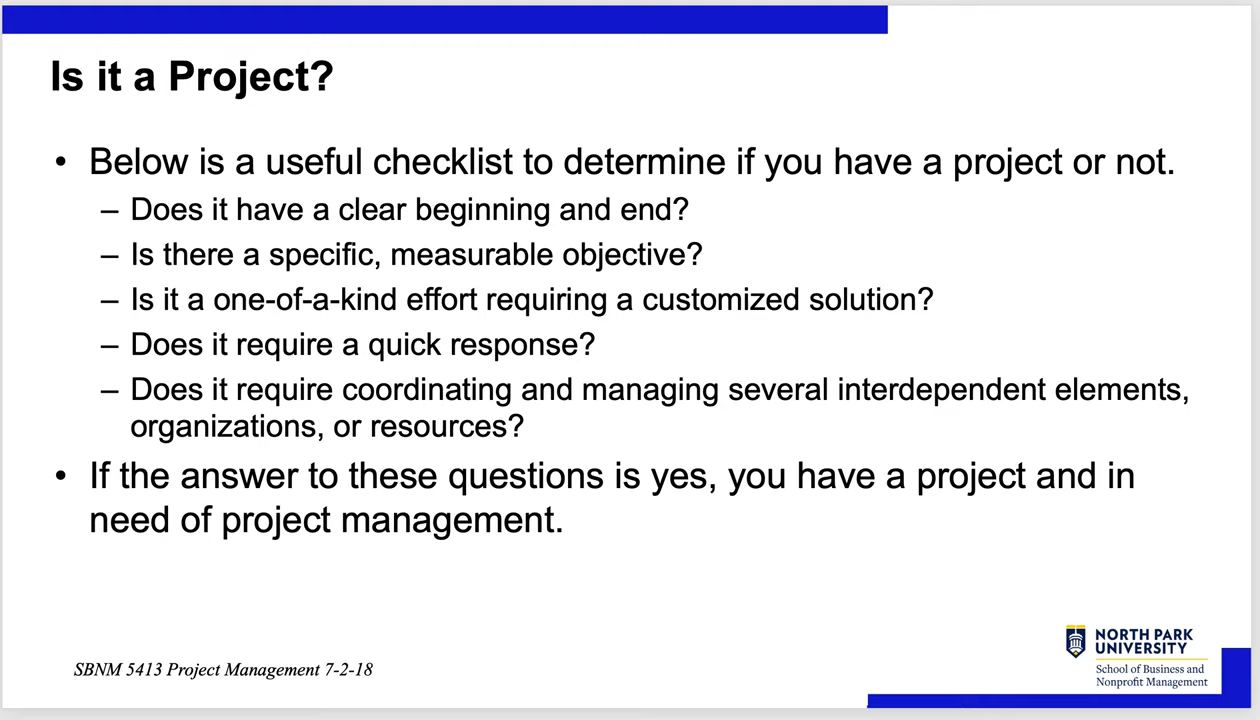 Is it a Project?
• Below is a useful checklist to determine if you have a project or not.
– Does it have a clear beginning and end?
– Is there a specific, measurable objective?
– Is it a one-of-a-kind effort requiring a customized solution?
– Does it require a quick response?
– Does it require coordinating and managing several interdependent elements,
organizations, or resources?
• If the answer to these questions is yes, you have a project and in
need of project management.
SBNM 5413 Project Management 7-2-18
NORTH PARK
UNIVERSITY
School of Business and
Nonprofit Management